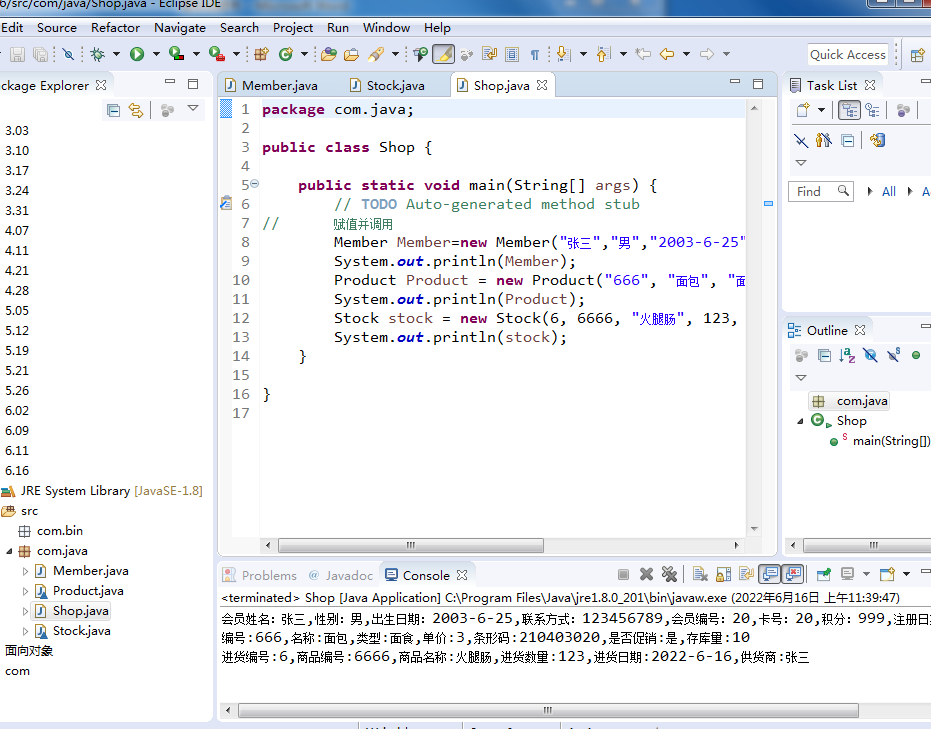 6/src/com/java/Shop.java - Eclipse IDE
Edit Source Refactor Navigate Search Project Run Window Help
Quick Access
ckage Explorer
3.03
3.10
3.17
3.24
3.31
4.07
4.11
4.21
4.28
5.05
5.12
5.19
5.21
5.26
6.02
6.09
6.11
6.16
JRE System Library [JavaSE-1.8]
src
com.bin
com.java
Member.java
Product.java
Shop.java
Stock.java
面向对象
com
Member.java Stock.java Shop.java
1 package com.java;
2
3 public class Shop {
4
5 public static void main(String[] args) {
6 // TODO Auto-generated method stub
7 // 赋值并调用
8 Member Member=new Member("张三","男","2003-6-25"
9 System.out.println(Member);
10 Product Product = new Product("666", "面包", "面
11 System.out.println(Product);
12 Stock stock = new Stock(6, 6666, "火腿肠", 123,
13 System.out.println(stock);
14 }
15
16 }
17
Task List
Find All A
Outline
com.java
Shop
main(String[])
Problems @ Javadoc Console
<terminated> Shop [Java Application] C:\Program Files\Java\jre1.8.0_201\bin\javaw.exe (2022年6月16日 上午11:39:47)
会员姓名：张三,性别：男,出生日期：2003-6-25,联系方式：123456789,会员编号：20,卡号：20,积分：999,注册日
编号:666,名称:面包,类型:面食,单价:3,条形码:210403020,是否促销:是,存库量:10
进货编号:6,商品编号:6666,商品名称:火腿肠,进货数量:123,进货日期:2022-6-16,供货商:张三